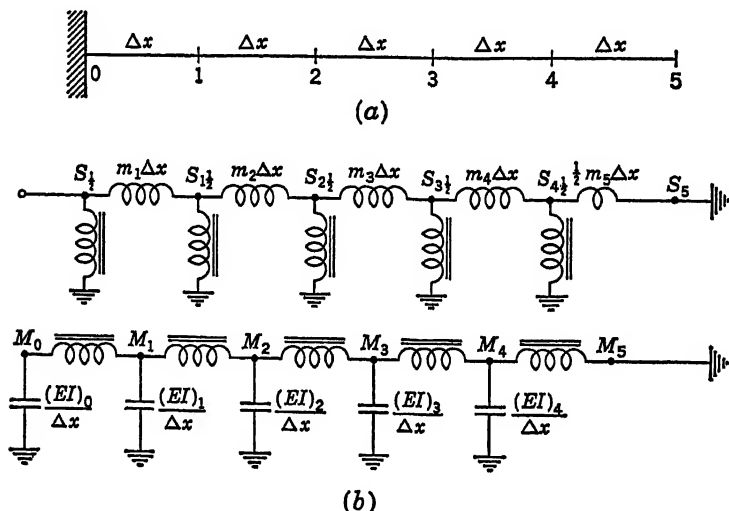 Δx Δx Δx Δx Δx
0 1 2 3 4 5
(a)
S½ m₁Δx S1½ m₂Δx S2½ m₃Δx S3½ m₄Δx S4½ ½m₅Δx S₅
M₀ M₁ M₂ M₃ M₄ M₅
(EI)₀/Δx (EI)₁/Δx (EI)₂/Δx (EI)₃/Δx (EI)₄/Δx
(b)